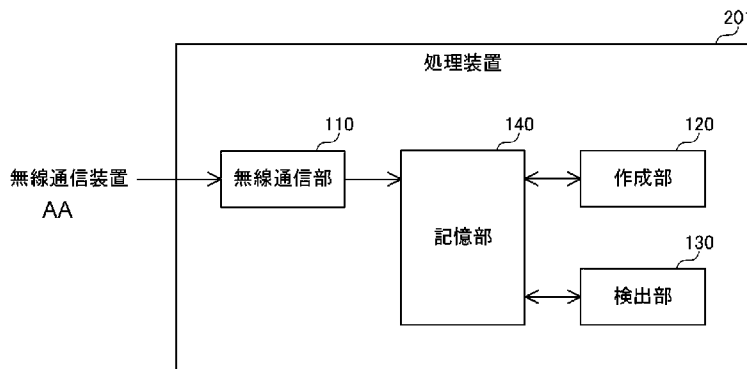 201
処理装置
110
140
120
無線通信装置
AA
無線通信部
記憶部
作成部
130
検出部